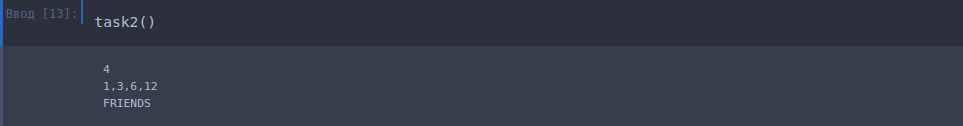 Ввод [13]:
task2()
4
1,3,6,12
FRIENDS